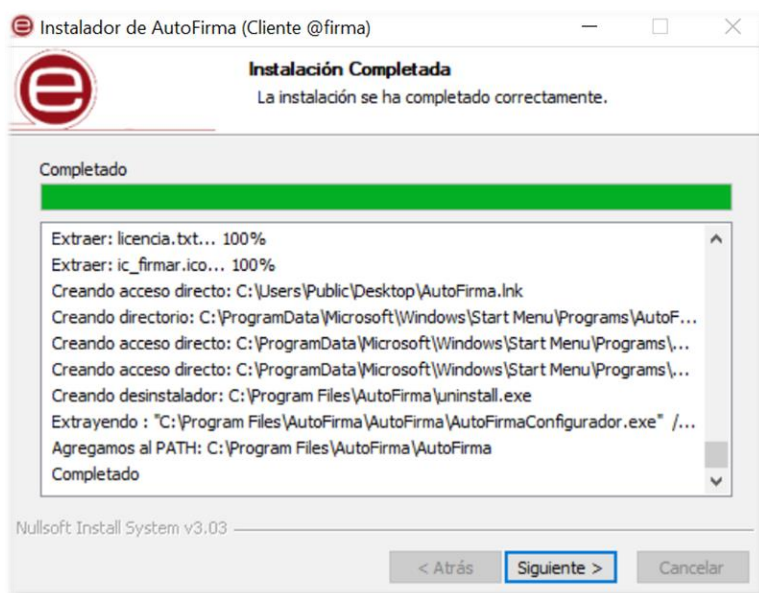 Instalador de AutoFirma (Cliente @firma)
Instalación Completada
La instalación se ha completado correctamente.
Completado
Extraer: licencia.txt... 100%
Extraer: ic_firmar.ico... 100%
Creando acceso directo: C:\Users\Public\Desktop\AutoFirma.lnk
Creando directorio: C:\ProgramData\Microsoft\Windows\Start Menu\Programs\AutoF...
Creando acceso directo: C:\ProgramData\Microsoft\Windows\Start Menu\Programs\...
Creando acceso directo: C:\ProgramData\Microsoft\Windows\Start Menu\Programs\...
Creando desinstalador: C:\Program Files\AutoFirma\uninstall.exe
Extrayendo : "C:\Program Files\AutoFirma\AutoFirma\AutoFirmaConfigurador.exe" /...
Agregamos al PATH: C:\Program Files\AutoFirma\AutoFirma
Completado
Nullsoft Install System v3.03
< Atrás Siguiente > Cancelar